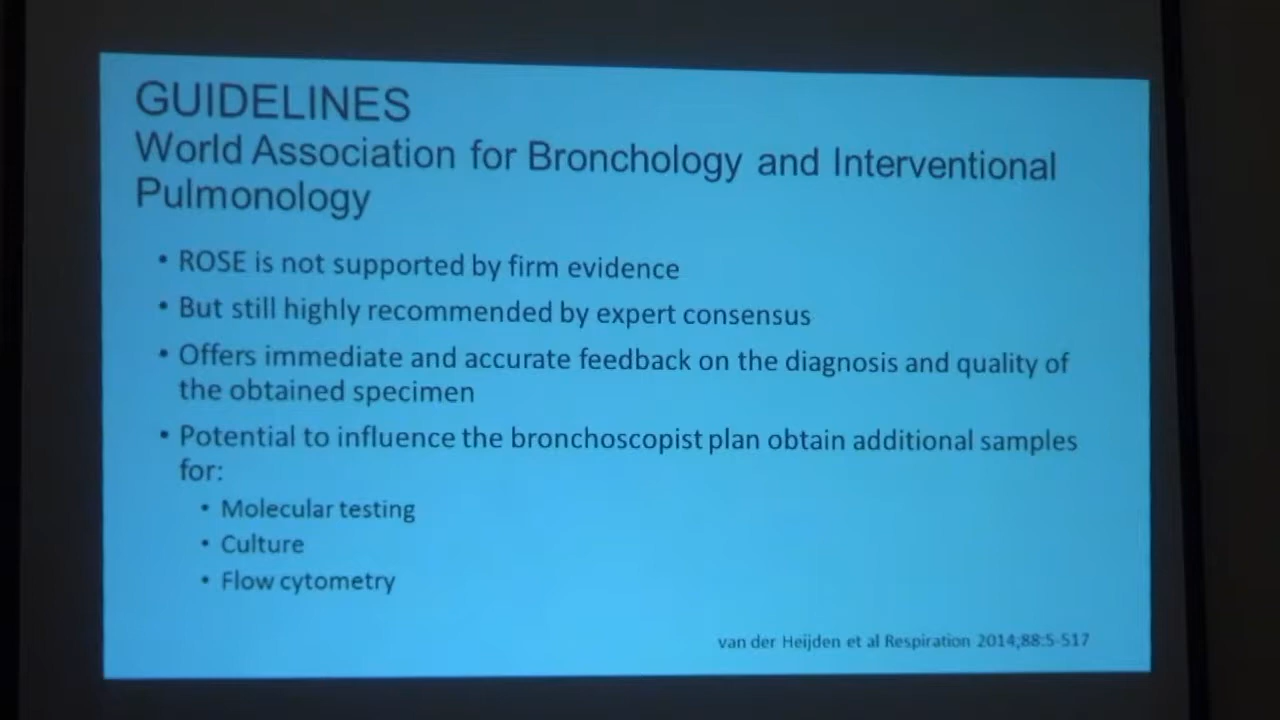 GUIDELINES
World Association for Bronchology and Interventional
Pulmonology
• ROSE is not supported by firm evidence
• But still highly recommended by expert consensus
• Offers immediate and accurate feedback on the diagnosis and quality of
the obtained specimen
• Potential to influence the bronchoscopist plan obtain additional samples
for:
• Molecular testing
• Culture
• Flow cytometry
van der Heijden et al Respiration 2014;88:5-517